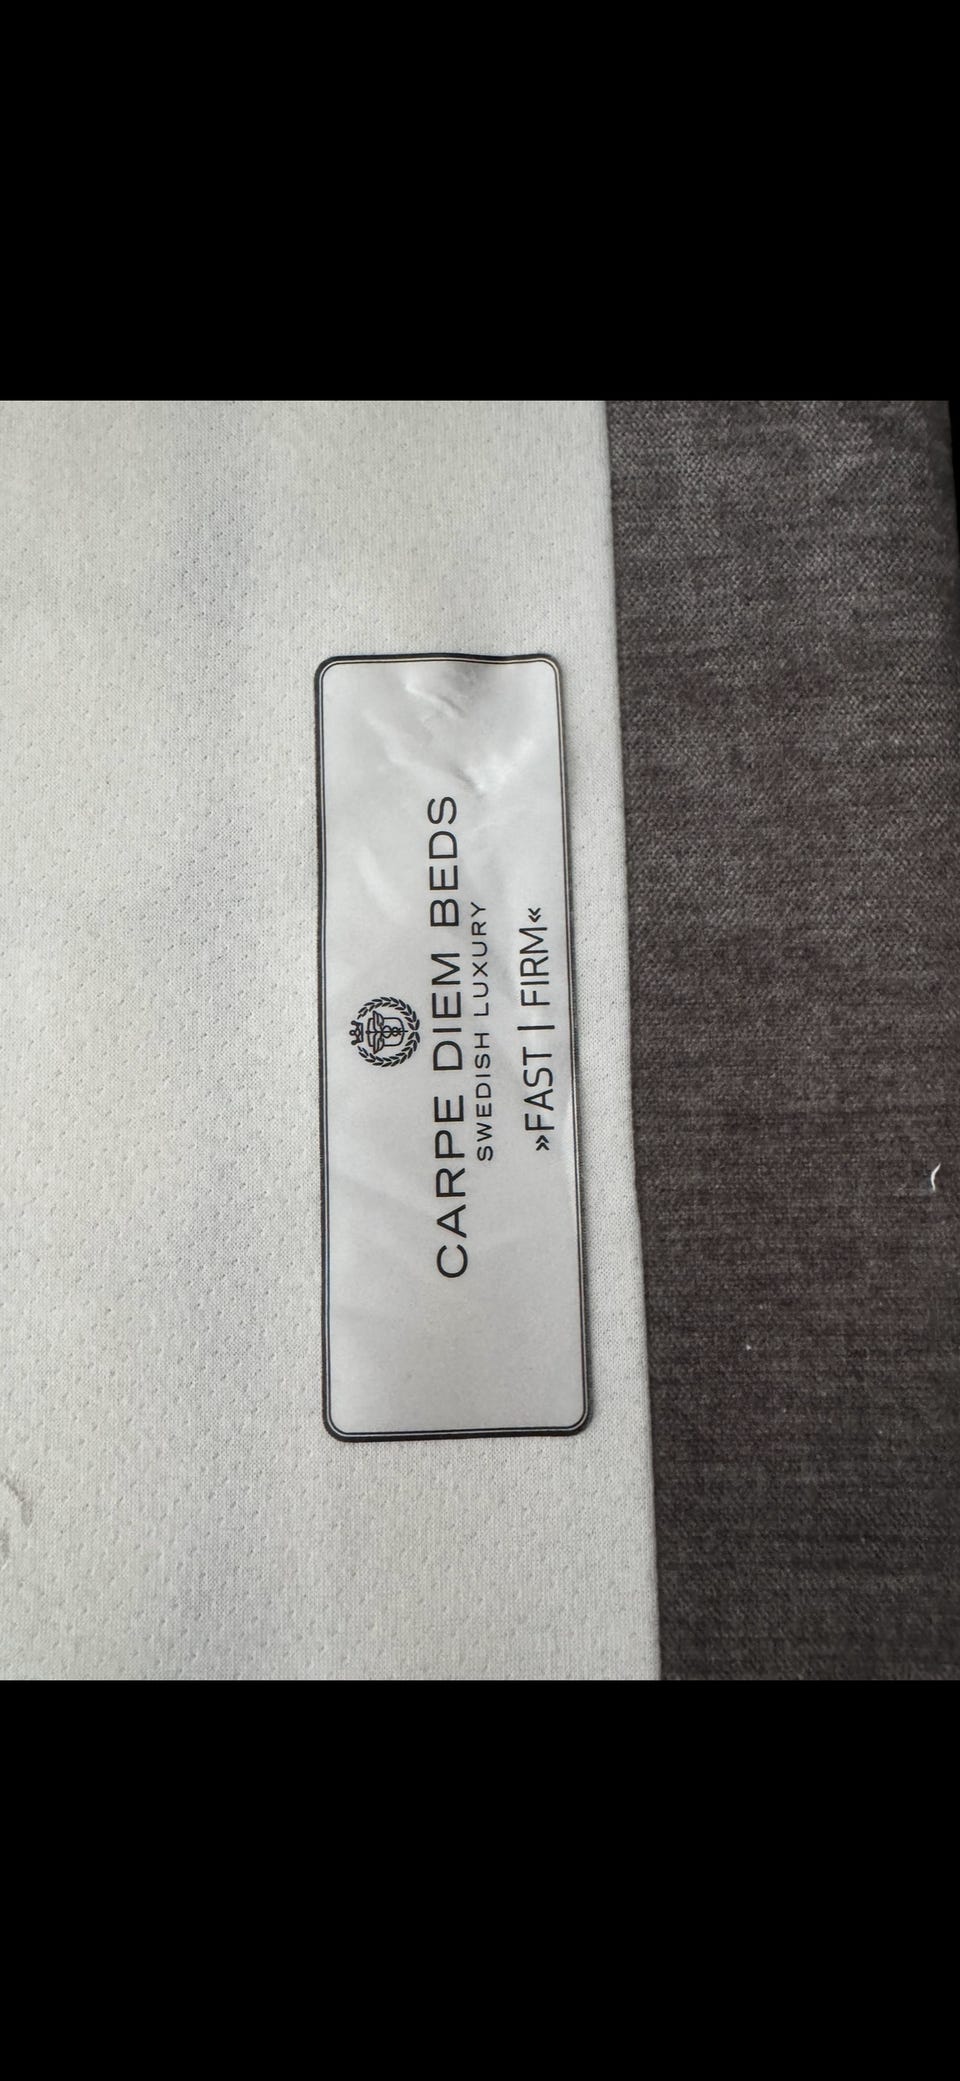 CARPE DIEM BEDS
SWEDISH LUXURY
»FAST | FIRM«